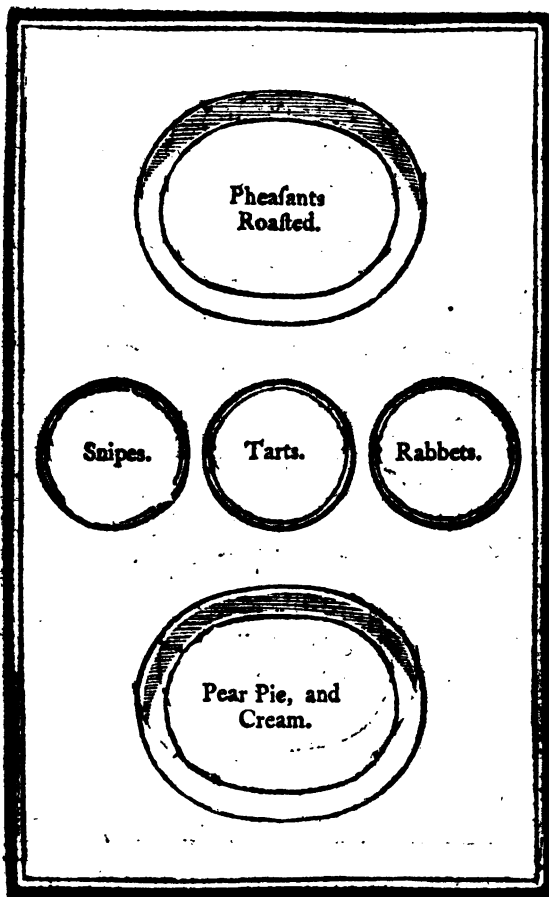 Pheaſants
Roaſted.
Snipes.
Tarts.
Rabbets.
Pear Pie, and
Cream.